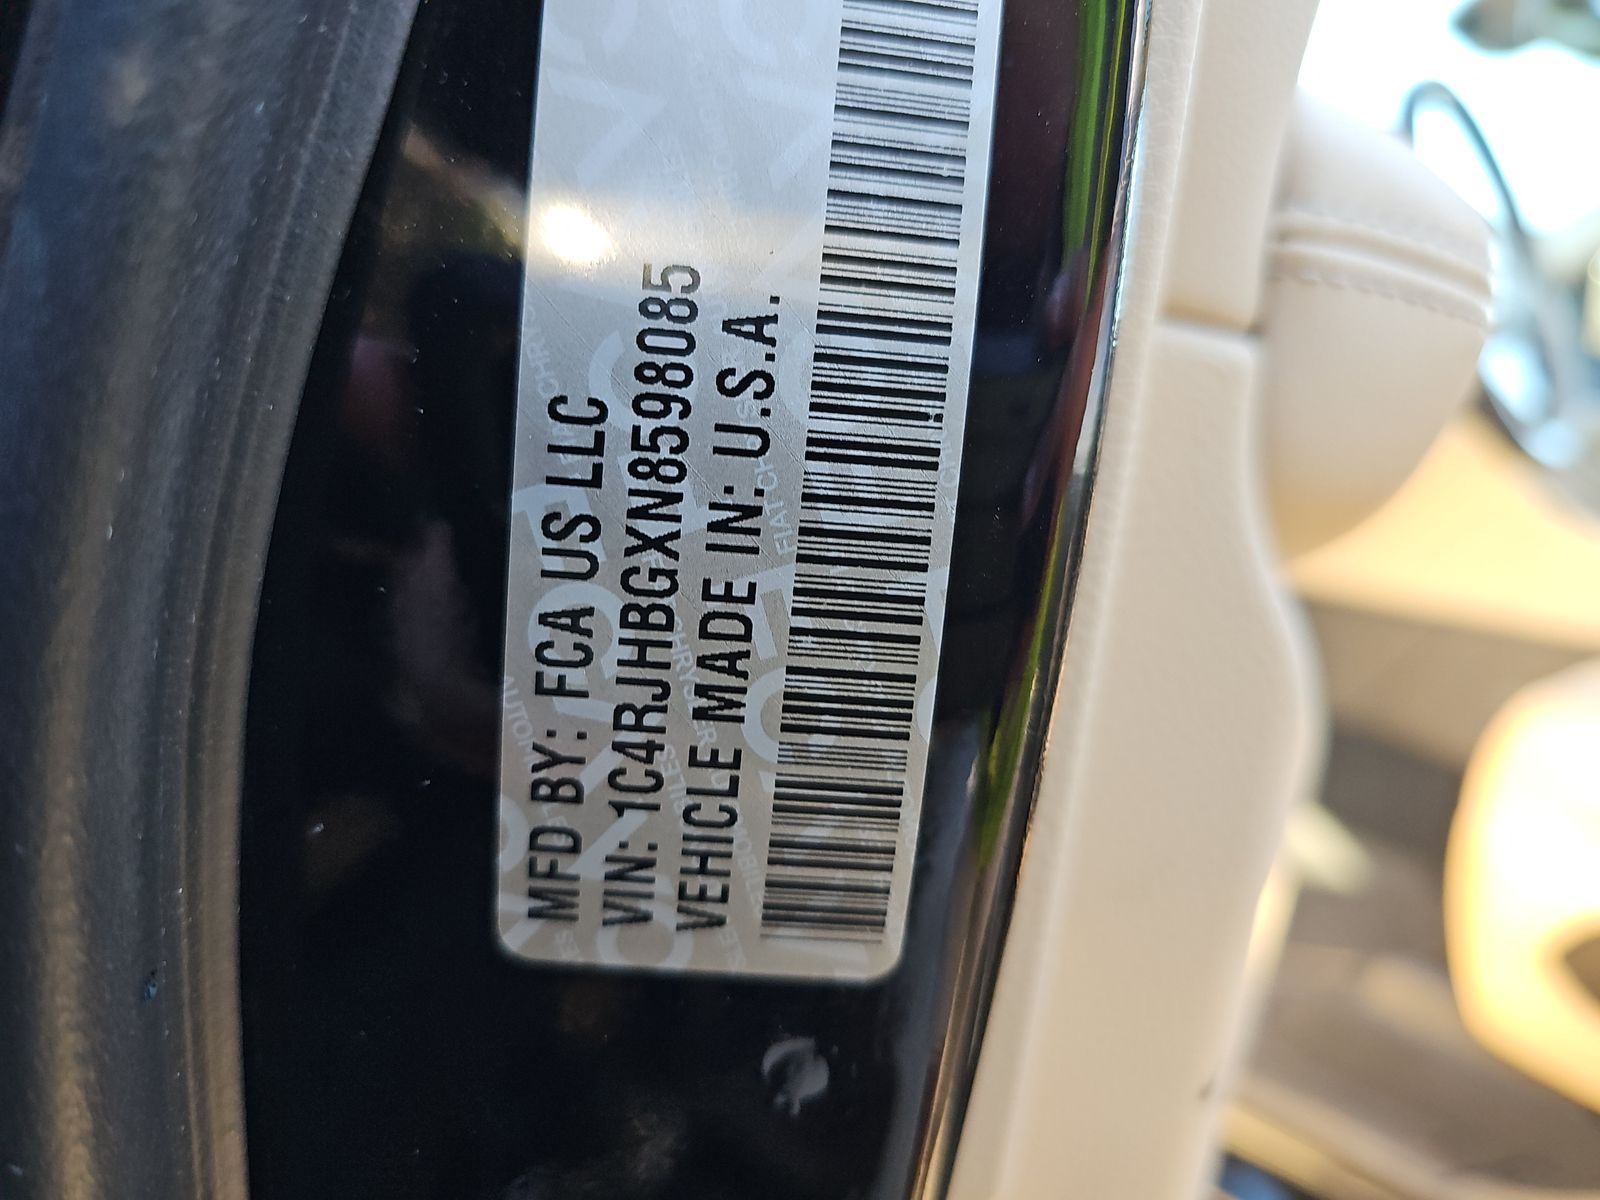 MFD BY: FCA US LLC
VIN: 1C4RJHBGXN8598085
VEHICLE MADE IN: U.S.A.